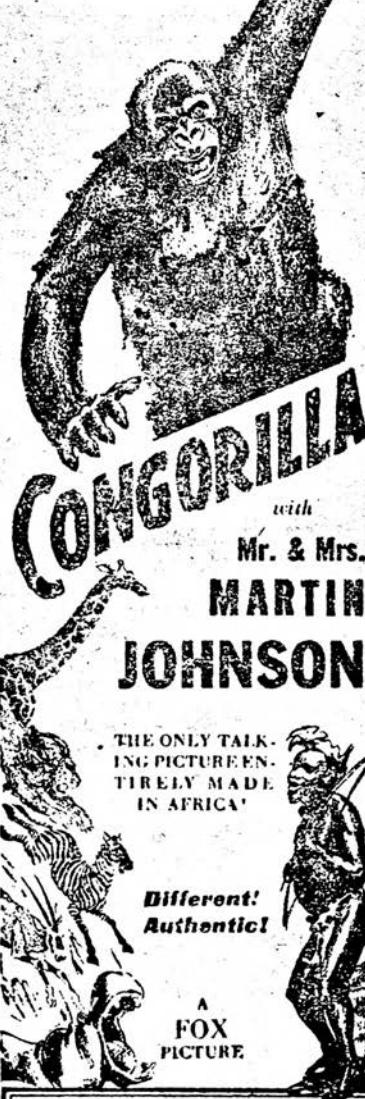 CONGORILLA
with
Mr. & Mrs.
MARTIN
JOHNSON
THE ONLY TALK-
ING PICTURE EN-
TIRELY MADE
IN AFRICA!
Different!
Authentic!
A
FOX
PICTURE